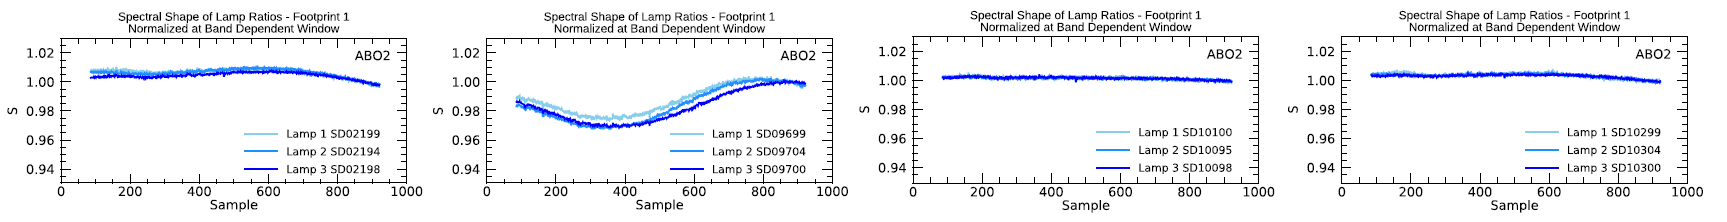 Spectral Shape of Lamp Ratios - Footprint 1
Normalized at Band Dependent Window
ABO2
1.02
1.00
0.98
0.96
0.94
S
Lamp 1 SD02199
Lamp 2 SD02194
Lamp 3 SD02198
0 200 400 600 800 1000
Sample
Spectral Shape of Lamp Ratios - Footprint 1
Normalized at Band Dependent Window
ABO2
1.02
1.00
0.98
0.96
0.94
S
Lamp 1 SD09699
Lamp 2 SD09704
Lamp 3 SD09700
0 200 400 600 800 1000
Sample
Spectral Shape of Lamp Ratios - Footprint 1
Normalized at Band Dependent Window
ABO2
1.02
1.00
0.98
0.96
0.94
S
Lamp 1 SD10100
Lamp 2 SD10095
Lamp 3 SD10098
0 200 400 600 800 1000
Sample
Spectral Shape of Lamp Ratios - Footprint 1
Normalized at Band Dependent Window
ABO2
1.02
1.00
0.98
0.96
0.94
S
Lamp 1 SD10299
Lamp 2 SD10304
Lamp 3 SD10300
0 200 400 600 800 1000
Sample